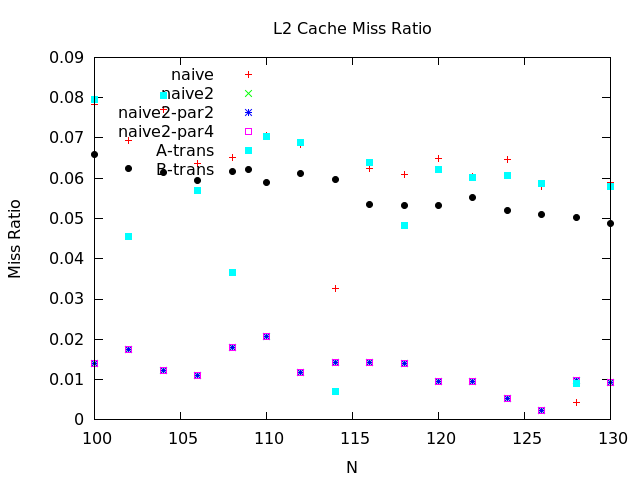 L2 Cache Miss Ratio
0.09
0.08
0.07
0.06
0.05
0.04
0.03
0.02
0.01
0
Miss Ratio
naive
naive2
naive2-par2
naive2-par4
A-trans
B-trans
100 105 110 115 120 125 130
N